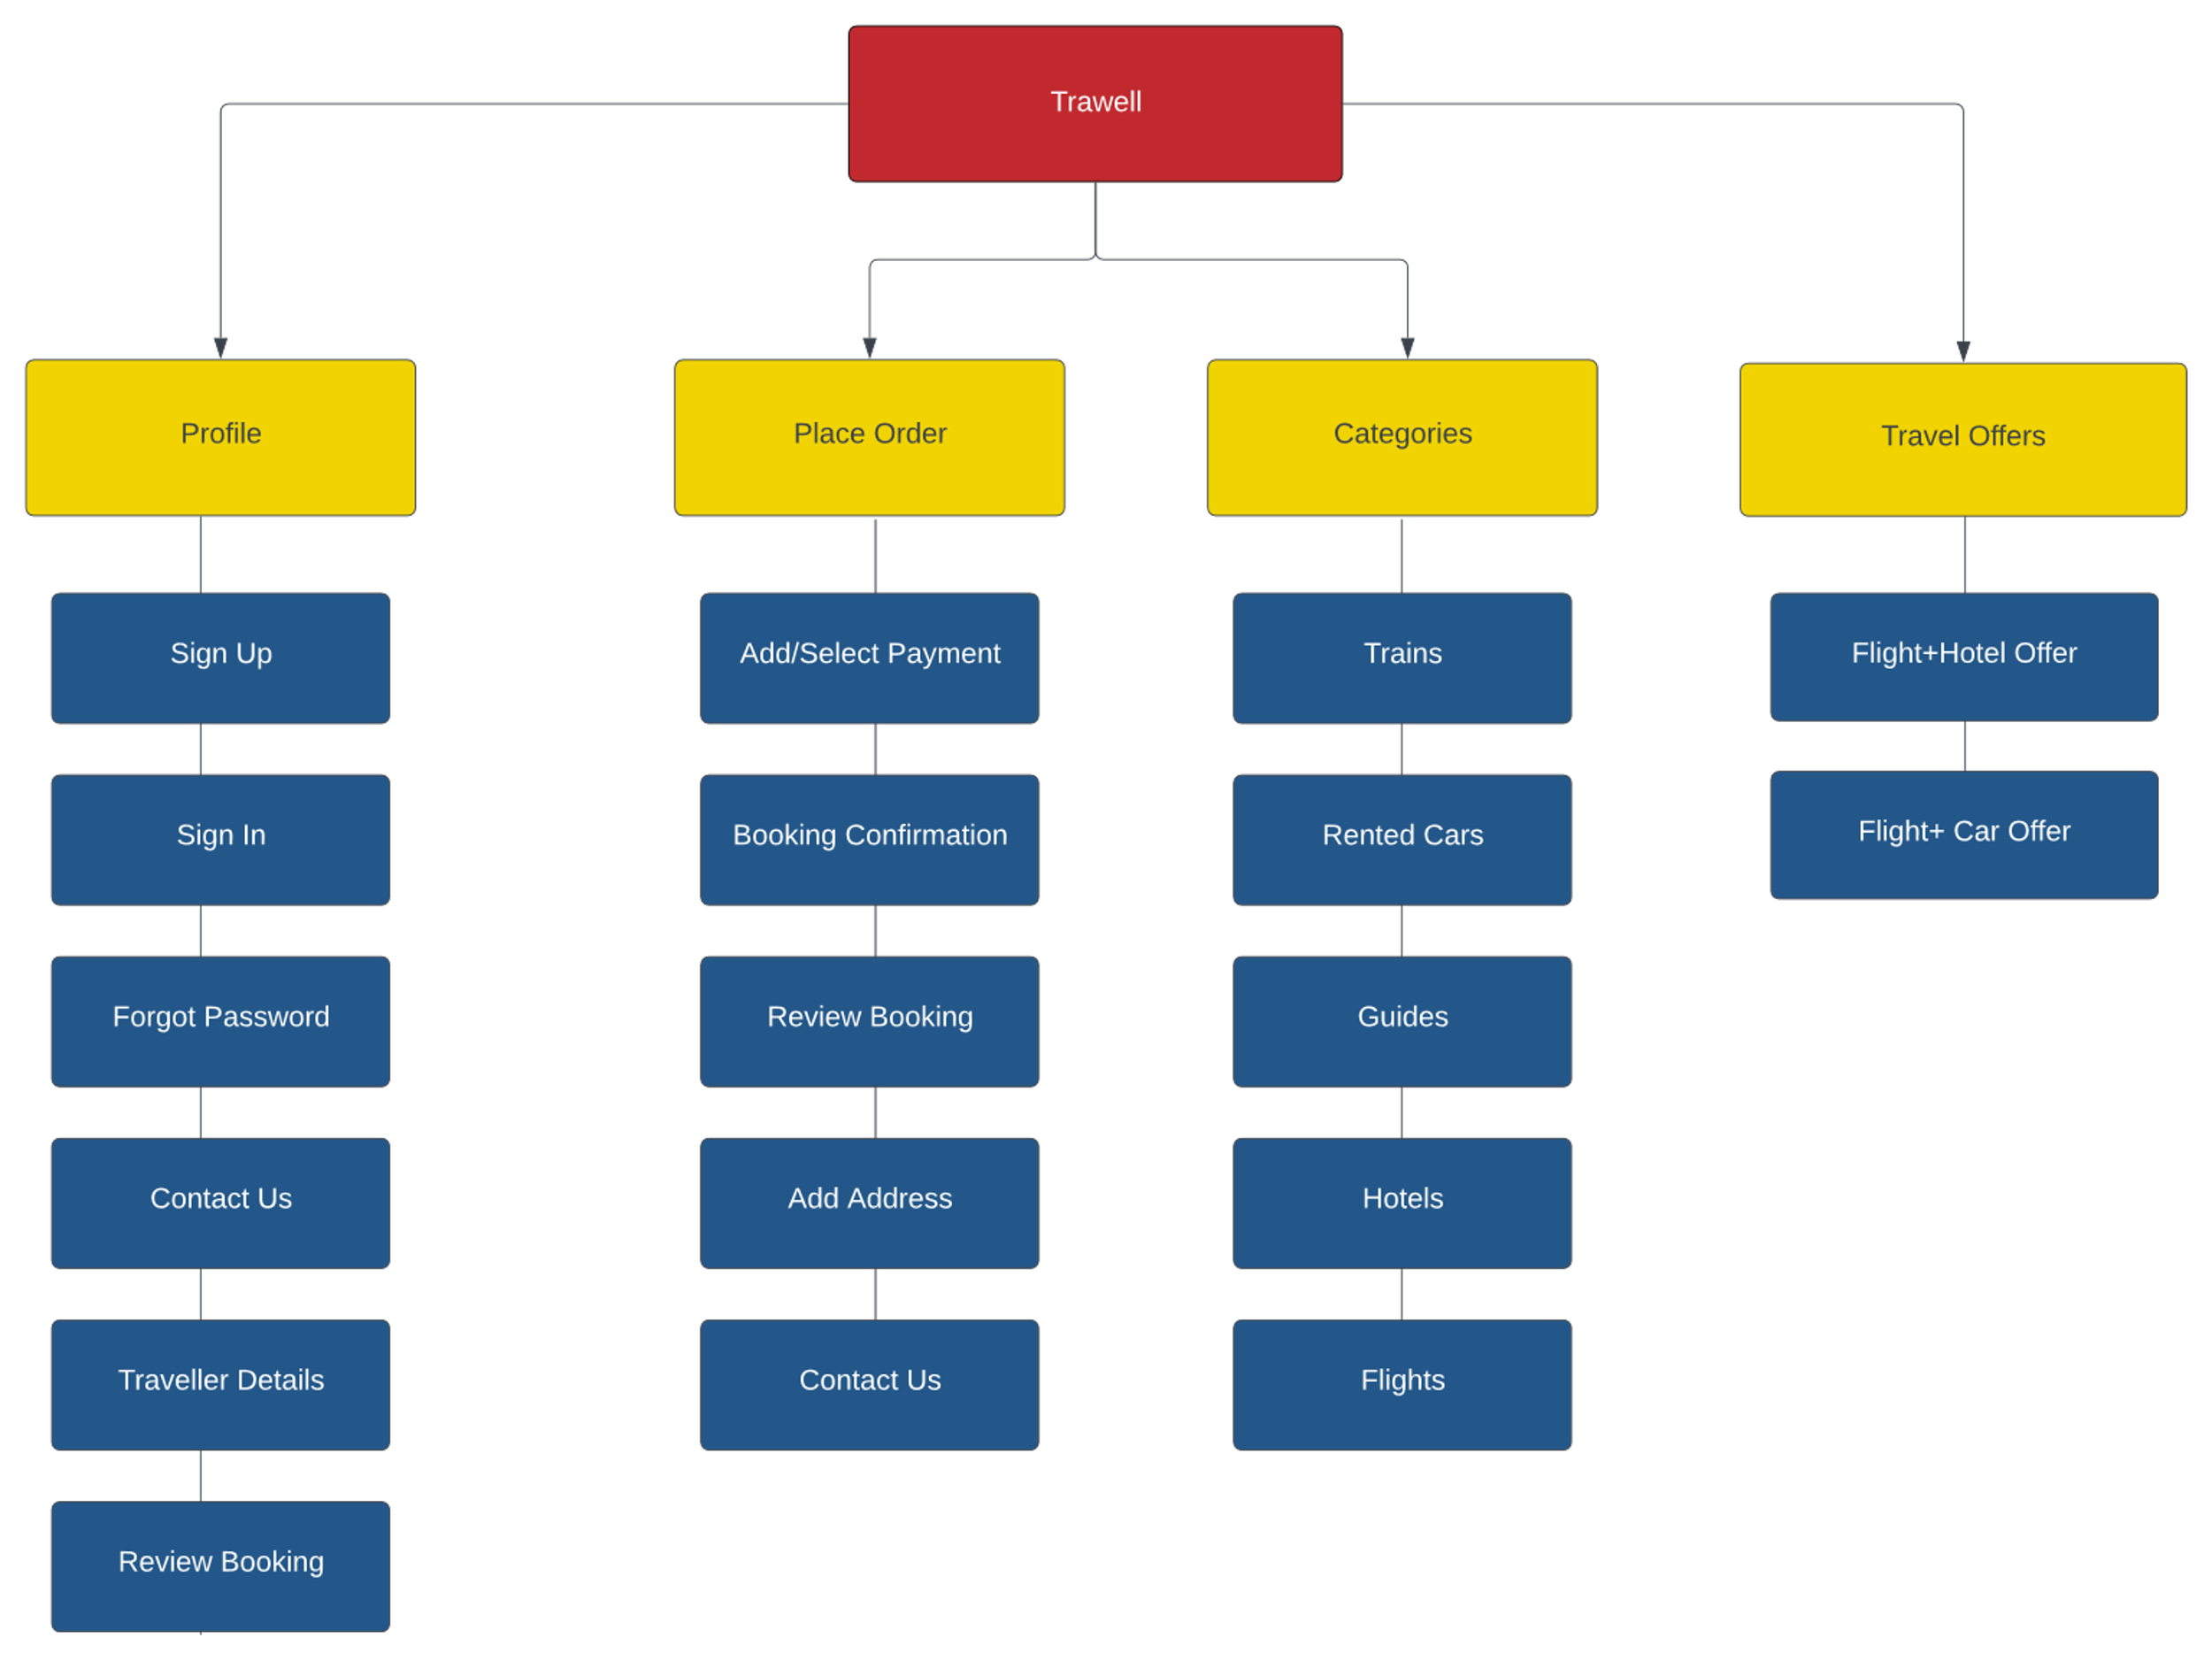 Trawell
Profile
Place Order
Categories
Travel Offers
Sign Up
Add/Select Payment
Trains
Flight+Hotel Offer
Sign In
Booking Confirmation
Rented Cars
Flight+ Car Offer
Forgot Password
Review Booking
Guides
Contact Us
Add Address
Hotels
Traveller Details
Contact Us
Flights
Review Booking